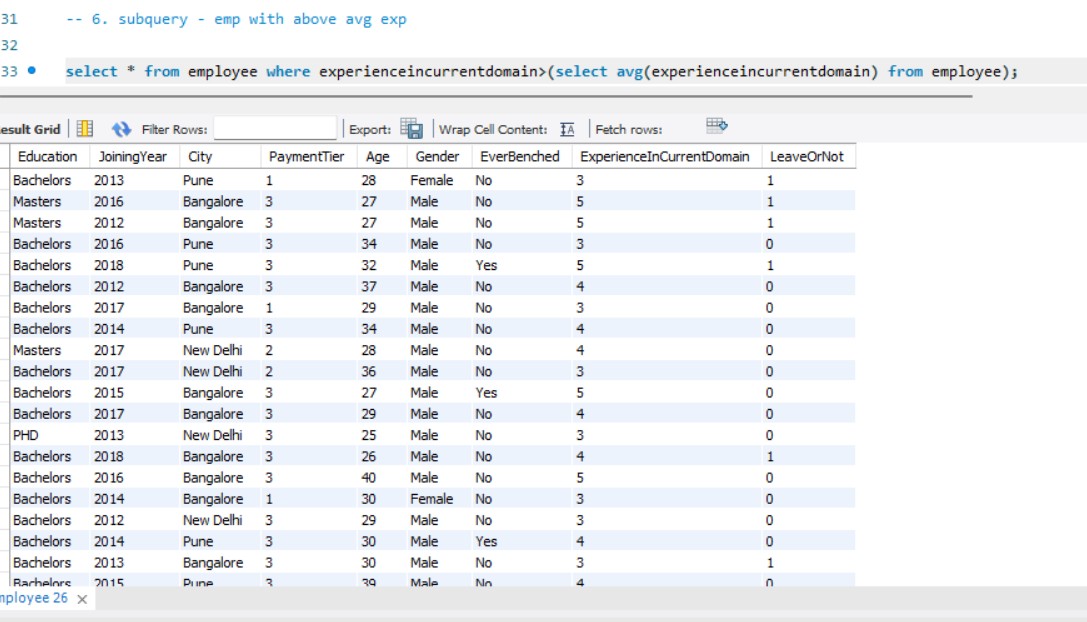 31 -- 6. subquery - emp with above avg exp
32
33 select * from employee where experienceincurrentdomain>(select avg(experienceincurrentdomain) from employee);
esult Grid Filter Rows: Export: Wrap Cell Content: IA Fetch rows:
Education JoiningYear City PaymentTier Age Gender EverBenched ExperienceInCurrentDomain LeaveOrNot
Bachelors 2013 Pune 1 28 Female No 3 1
Masters 2016 Bangalore 3 27 Male No 5 1
Masters 2012 Bangalore 3 27 Male No 5 1
Bachelors 2016 Pune 3 34 Male No 3 0
Bachelors 2018 Pune 3 32 Male Yes 5 1
Bachelors 2012 Bangalore 3 37 Male No 4 0
Bachelors 2017 Bangalore 1 29 Male No 3 0
Bachelors 2014 Pune 3 34 Male No 4 0
Masters 2017 New Delhi 2 28 Male No 4 0
Bachelors 2017 New Delhi 2 36 Male No 3 0
Bachelors 2015 Bangalore 3 27 Male Yes 5 0
Bachelors 2017 Bangalore 3 29 Male No 4 0
PHD 2013 New Delhi 3 25 Male No 3 0
Bachelors 2018 Bangalore 3 26 Male No 4 1
Bachelors 2016 Bangalore 3 40 Male No 5 0
Bachelors 2014 Bangalore 1 30 Female No 3 0
Bachelors 2012 New Delhi 3 29 Male No 3 0
Bachelors 2014 Pune 3 30 Male Yes 4 0
Bachelors 2013 Bangalore 3 30 Male No 3 1
Bachelors 2015 Pune 3 39 Male No 4 0
mployee 26